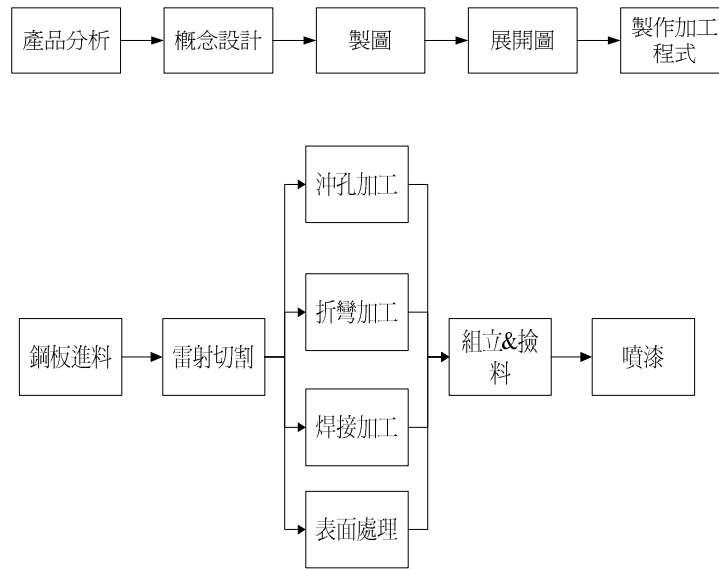 產品分析
概念設計
製圖
展開圖
製作加工
程式
沖孔加工
折彎加工
鋼板進料
雷射切割
組立&撿
料
噴漆
焊接加工
表面處理